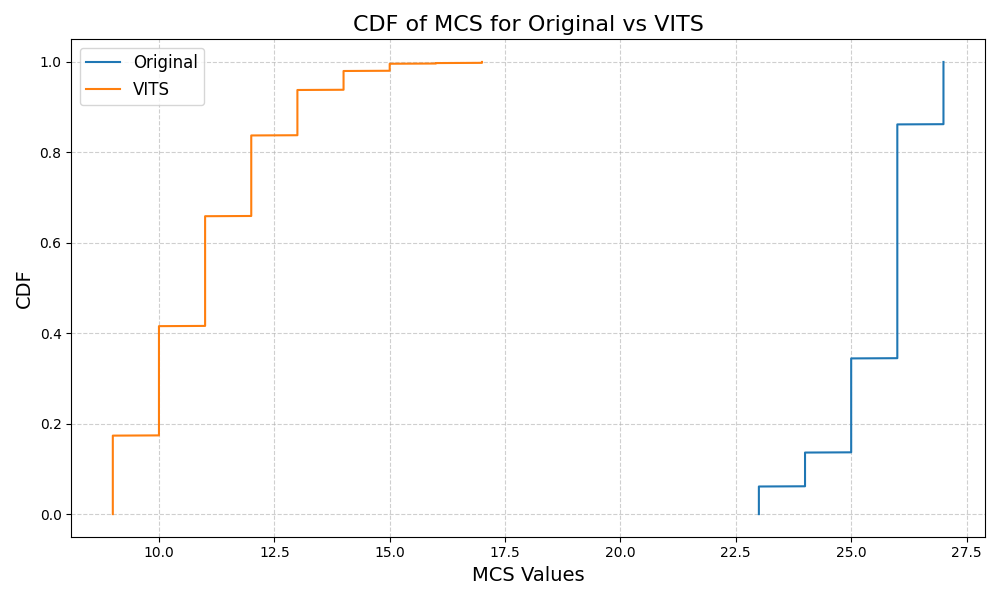 CDF of MCS for Original vs VITS
Original
VITS
1.0
0.8
0.6
0.4
0.2
0.0
CDF
10.0 12.5 15.0 17.5 20.0 22.5 25.0 27.5
MCS Values